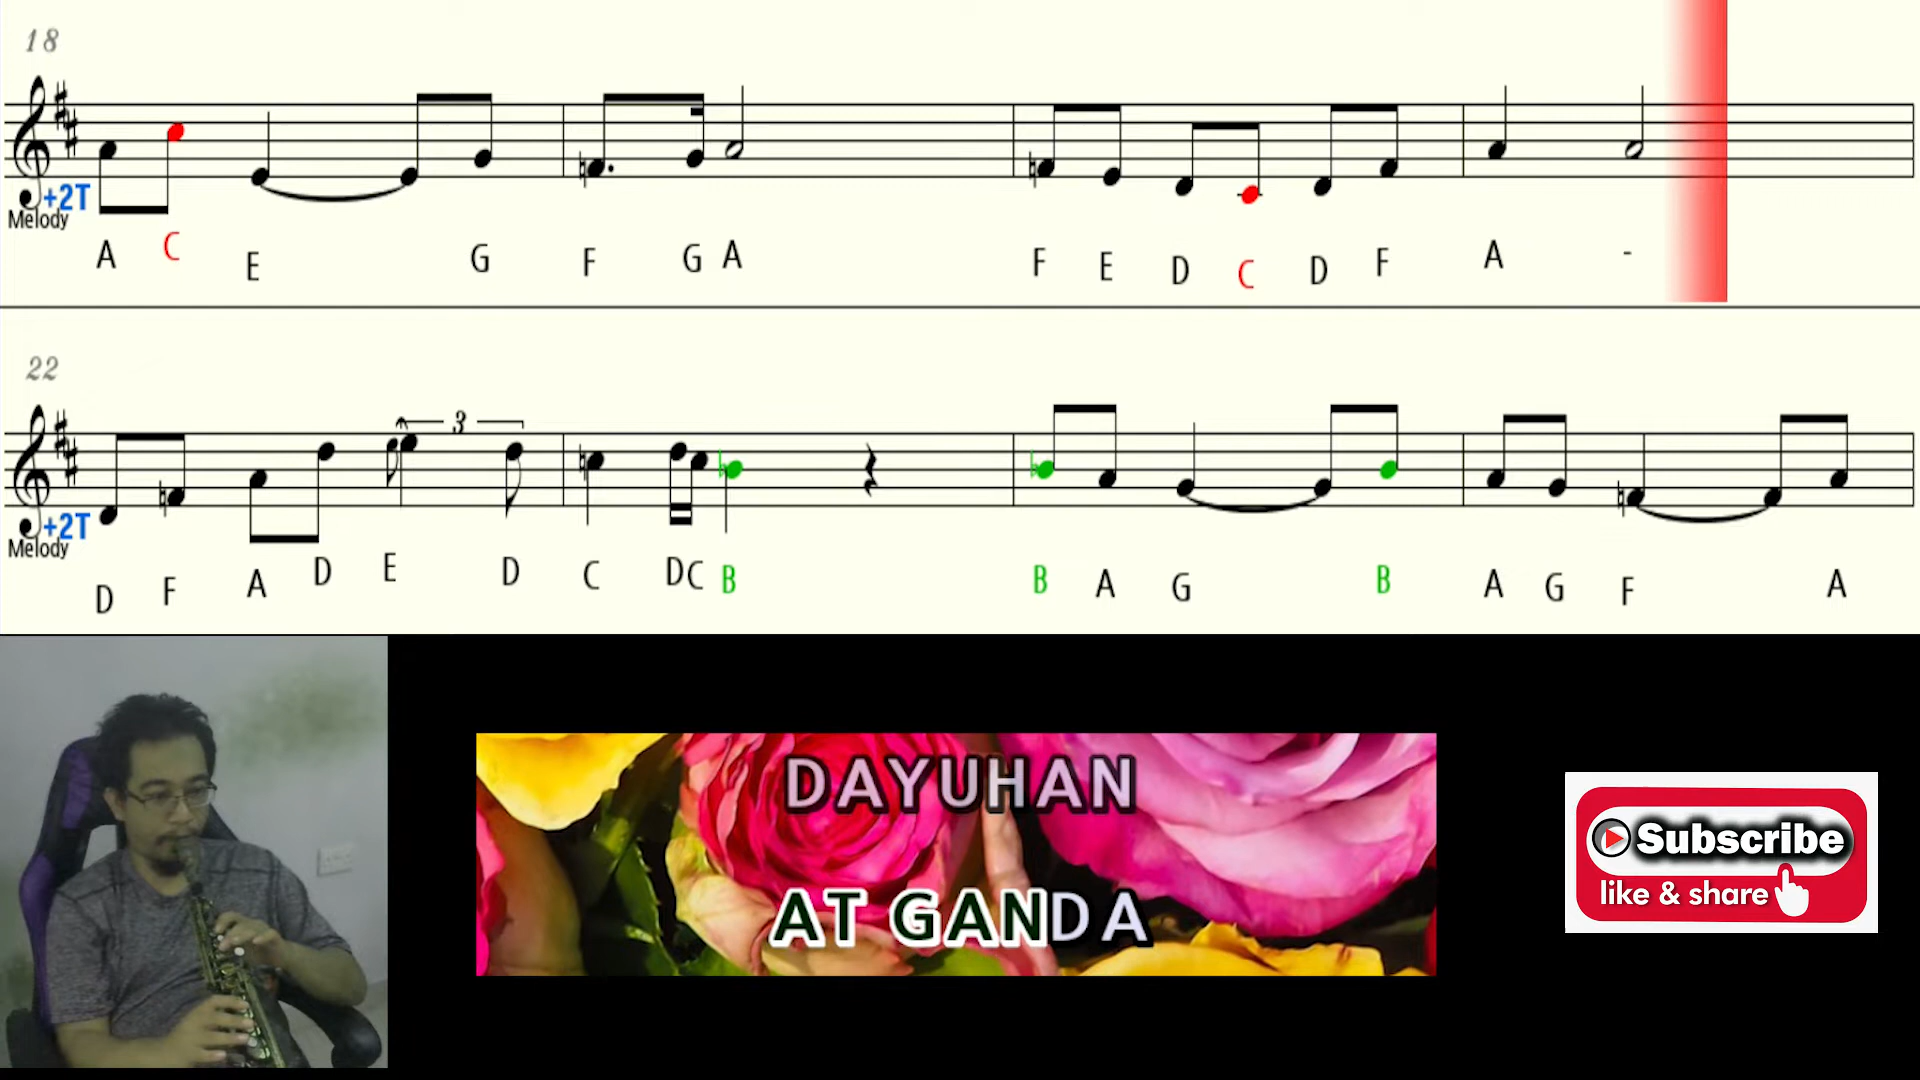 18
+2T
Melody
A C E G F G A F E D C D F A -
22
3
+2T
Melody
D F A D E D C D C B B A G B A G F A
DAYUHAN
AT GANDA
Subscribe
like & share